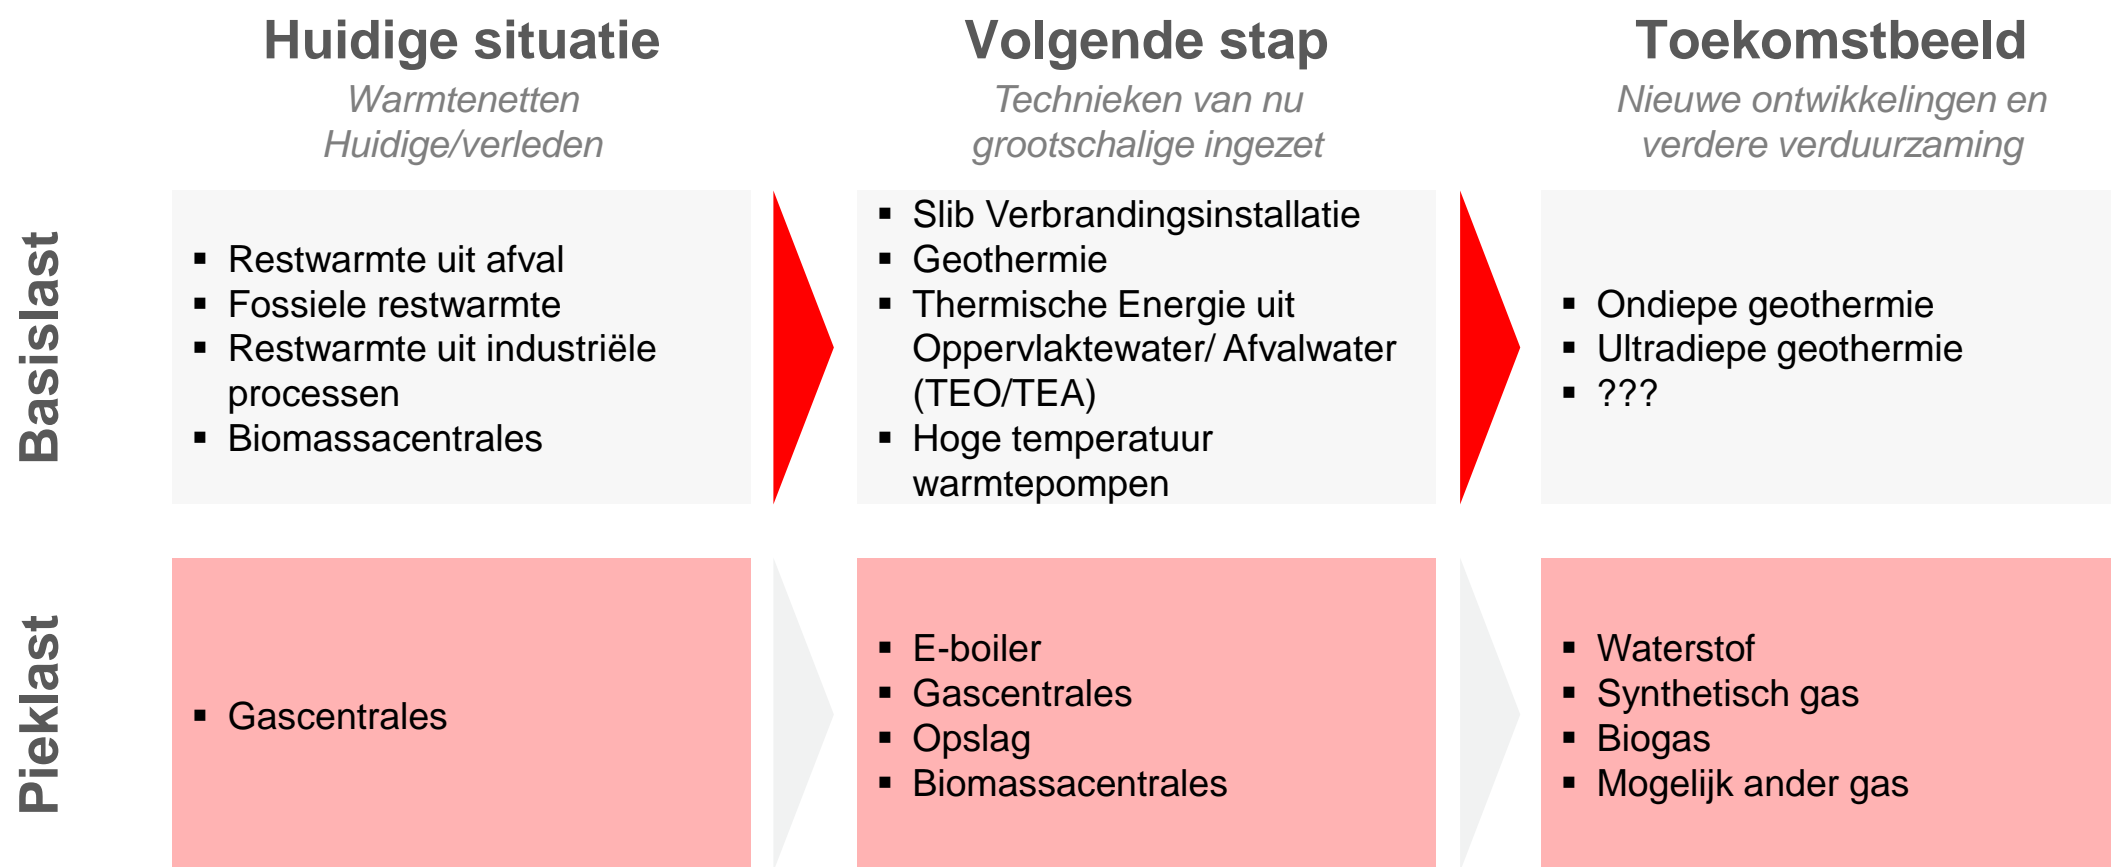 Huidige situatie
Warmtenetten
Huidige/verleden
Volgende stap
Technieken van nu
grootschalige ingezet
Toekomstbeeld
Nieuwe ontwikkelingen en
verdere verduurzaming
Basislast
▪ Restwarmte uit afval
▪ Fossiele restwarmte
▪ Restwarmte uit industriële
processen
▪ Biomassacentrales
▪ Slib Verbrandingsinstallatie
▪ Geothermie
▪ Thermische Energie uit
Oppervlaktewater/ Afvalwater
(TEO/TEA)
▪ Hoge temperatuur
warmtepompen
▪ Ondiepe geothermie
▪ Ultradiepe geothermie
▪ ???
Pieklast
▪ Gascentrales
▪ E-boiler
▪ Gascentrales
▪ Opslag
▪ Biomassacentrales
▪ Waterstof
▪ Synthetisch gas
▪ Biogas
▪ Mogelijk ander gas